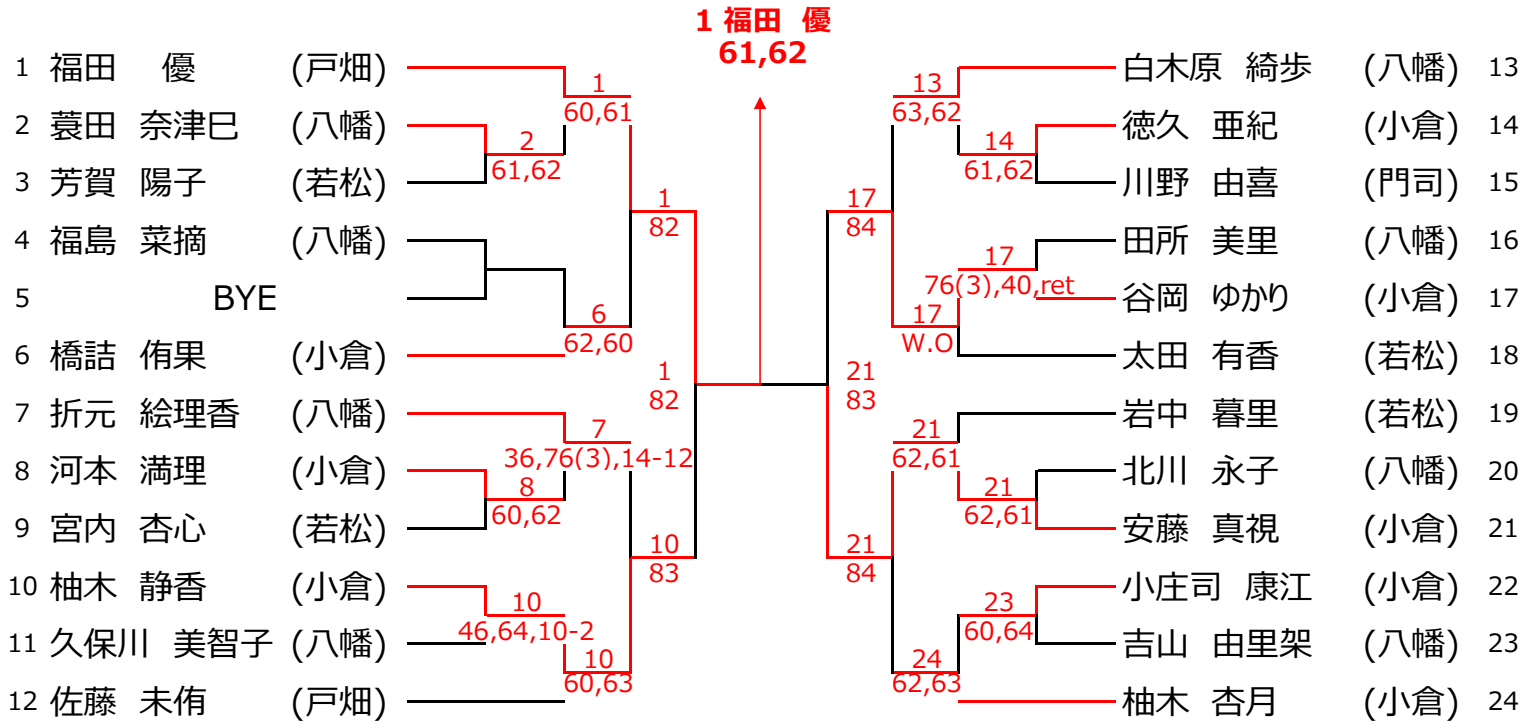 1 福田 優
61,62
1 福田 優 (戸畑)
2 蓑田 奈津巳 (八幡)
3 芳賀 陽子 (若松)
4 福島 菜摘 (八幡)
5 BYE
6 橋詰 侑果 (小倉)
7 折元 絵理香 (八幡)
8 河本 満理 (小倉)
9 宮内 杏心 (若松)
10 柚木 静香 (小倉)
11 久保川 美智子 (八幡)
12 佐藤 未侑 (戸畑)
1
60,61
2
61,62
1
82
6
62,60
1
82
7
36,76(3),14-12
8
60,62
10
83
10
46,64,10-2
10
60,63
13
63,62
14
61,62
17
84
17
76(3),40,ret
17
W.O
21
83
21
62,61
21
62,61
21
84
23
60,64
24
62,63
白木原 綺歩 (八幡) 13
徳久 亜紀 (小倉) 14
川野 由喜 (門司) 15
田所 美里 (八幡) 16
谷岡 ゆかり (小倉) 17
太田 有香 (若松) 18
岩中 暮里 (若松) 19
北川 永子 (八幡) 20
安藤 真視 (小倉) 21
小庄司 康江 (小倉) 22
吉山 由里架 (八幡) 23
柚木 杏月 (小倉) 24